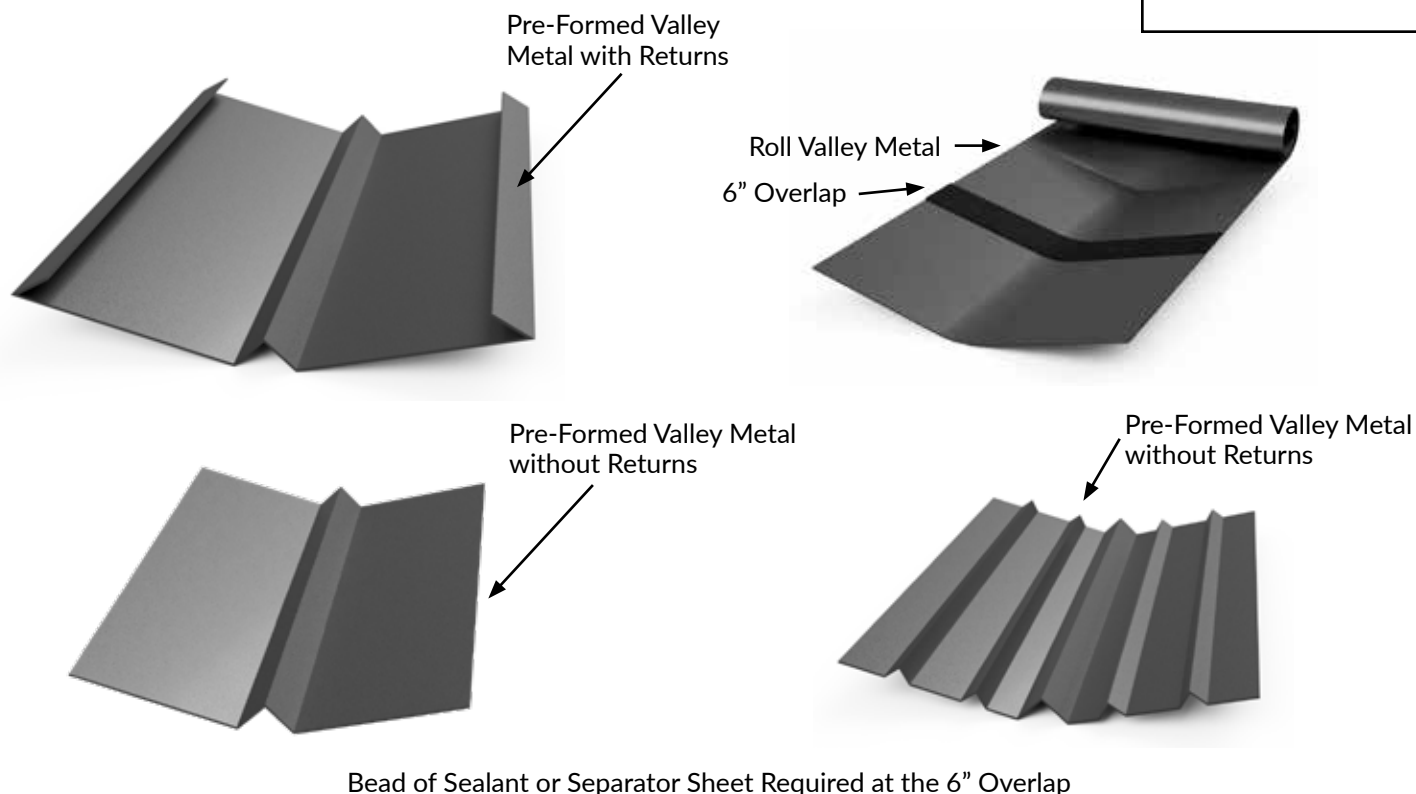 Pre-Formed Valley
Metal with Returns
Roll Valley Metal
6” Overlap
Pre-Formed Valley Metal
without Returns
Pre-Formed Valley Metal
without Returns
Bead of Sealant or Separator Sheet Required at the 6” Overlap